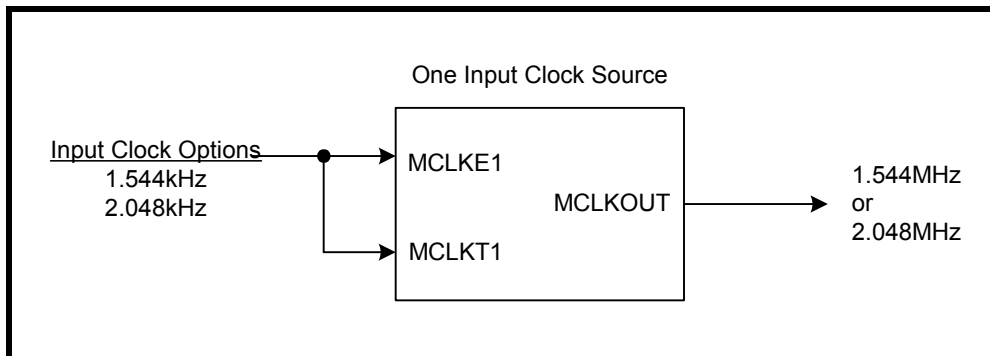 One Input Clock Source
Input Clock Options
1.544kHz
2.048kHz
MCLKE1
MCLKT1
MCLKOUT
1.544MHz
or
2.048MHz